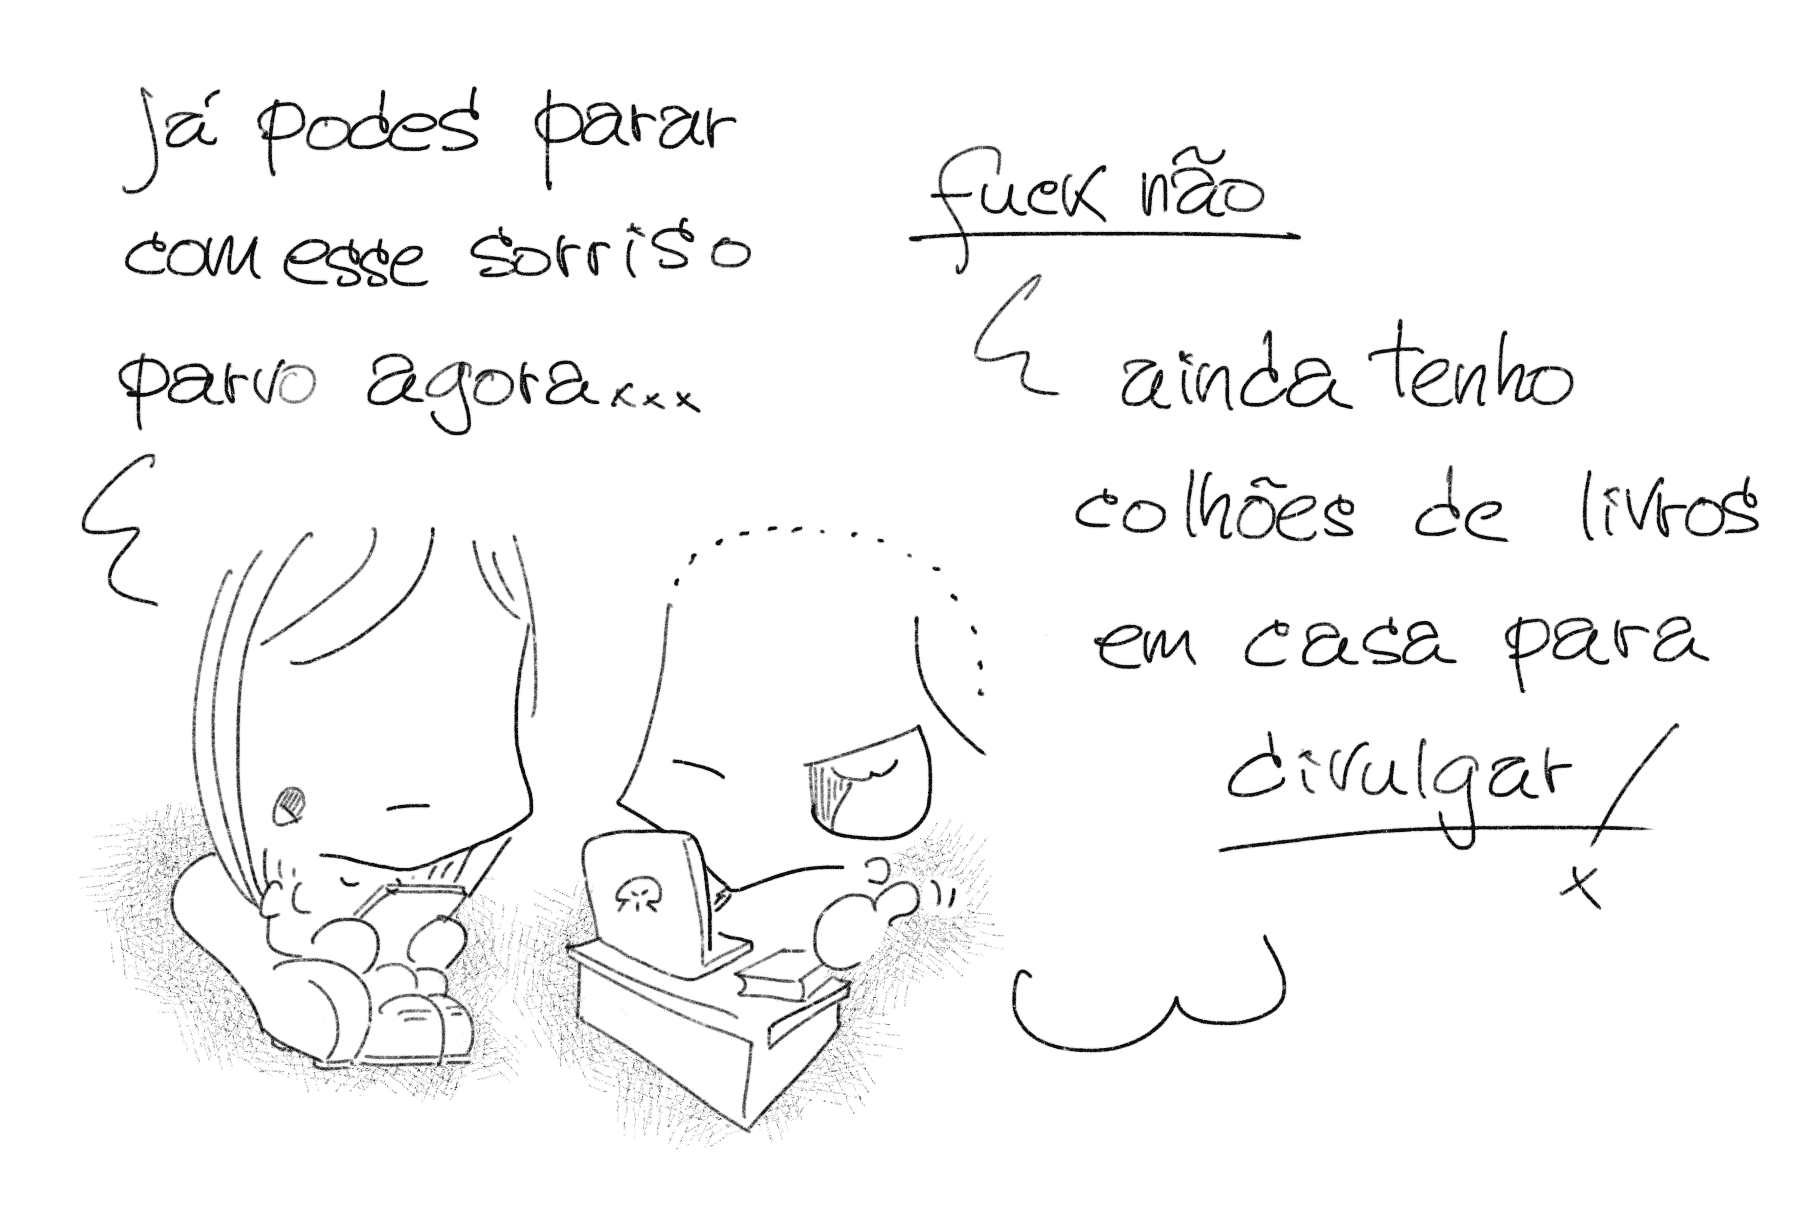 já podes parar
com esse sorriso
parvo agora...
fuck não
ainda tenho
colhões de livros
em casa para
divulgar!